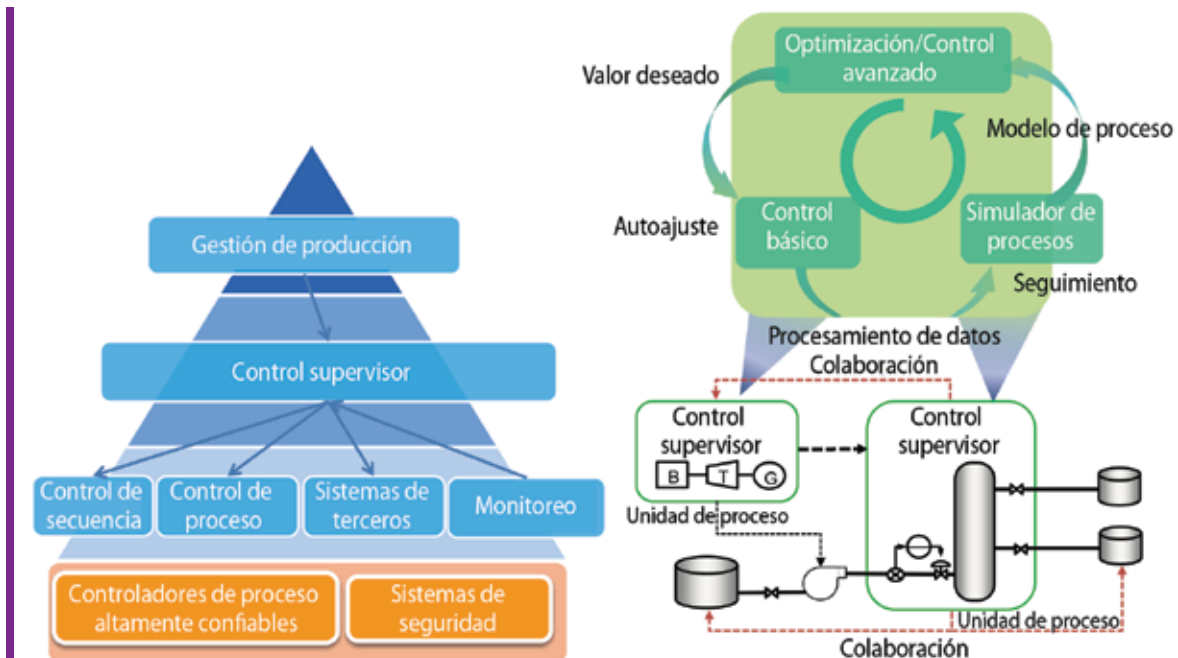 Gestión de producción
Control supervisor
Control de
secuencia
Control de
proceso
Sistemas de
terceros
Monitoreo
Controladores de proceso
altamente confiables
Sistemas de
seguridad
Optimización/Control
avanzado
Valor deseado
Modelo de proceso
Autoajuste
Control
básico
Simulador de
procesos
Seguimiento
Procesamiento de datos
Colaboración
Control
supervisor
B
T
G
Unidad de proceso
Control
supervisor
Unidad de proceso
Colaboración